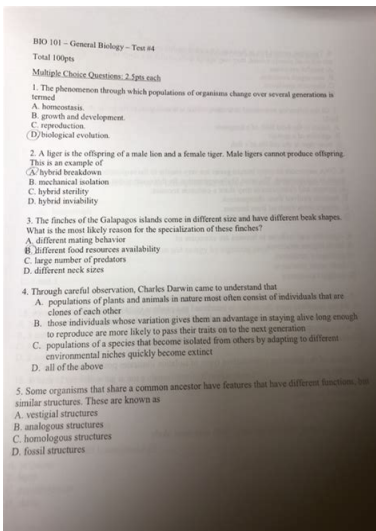 BIO 101 – General Biology – Test #4
Total 100pts
Multiple Choice Questions: 2.5pts each
1. The phenomenon through which populations of organisms change over several generations is
termed
A. homeostasis.
B. growth and development.
C. reproduction.
D. biological evolution.
2. A liger is the offspring of a male lion and a female tiger. Male ligers cannot produce offspring.
This is an example of
A. hybrid breakdown
B. mechanical isolation
C. hybrid sterility
D. hybrid inviability
3. The finches of the Galapagos islands come in different size and have different beak shapes.
What is the most likely reason for the specialization of these finches?
A. different mating behavior
B. different food resources availability
C. large number of predators
D. different neck sizes
4. Through careful observation, Charles Darwin came to understand that
A. populations of plants and animals in nature most often consist of individuals that are
clones of each other
B. those individuals whose variation gives them an advantage in staying alive long enough
to reproduce are more likely to pass their traits on to the next generation
C. populations of a species that become isolated from others by adapting to different
environmental niches quickly become extinct
D. all of the above
5. Some organisms that share a common ancestor have features that have different functions, but
similar structures. These are known as
A. vestigial structures
B. analogous structures
C. homologous structures
D. fossil structures